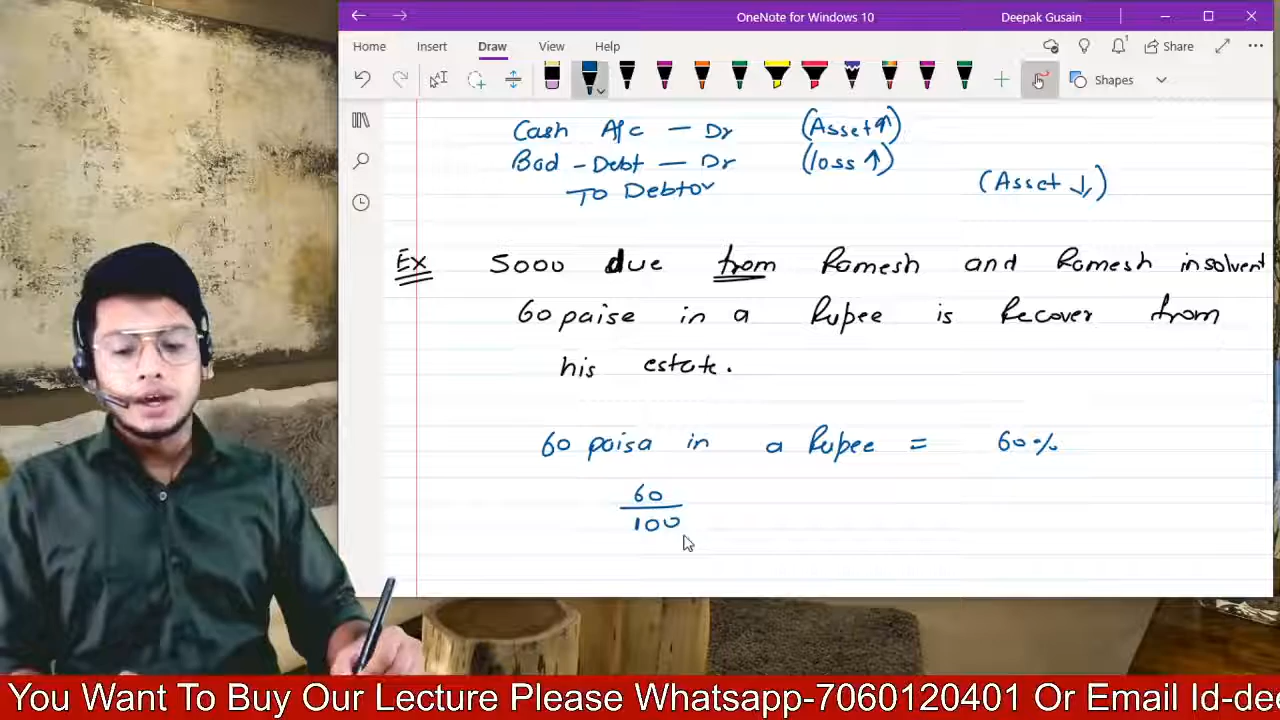 OneNote for Windows 10
Deepak Gusain
Home Insert Draw View Help
Share
Shapes
Cash A/c — Dr (Asset ↑)
Bad - Debt — Dr (loss ↑)
To Debtor (Asset ↓)
Ex 5000 due from Ramesh and Ramesh insolvent
60 paise in a Rupee is Recover from
his estate.
60 paisa in a Rupee = 60%
60
100
You Want To Buy Our Lecture Please Whatsapp-7060120401 Or Email Id-dee